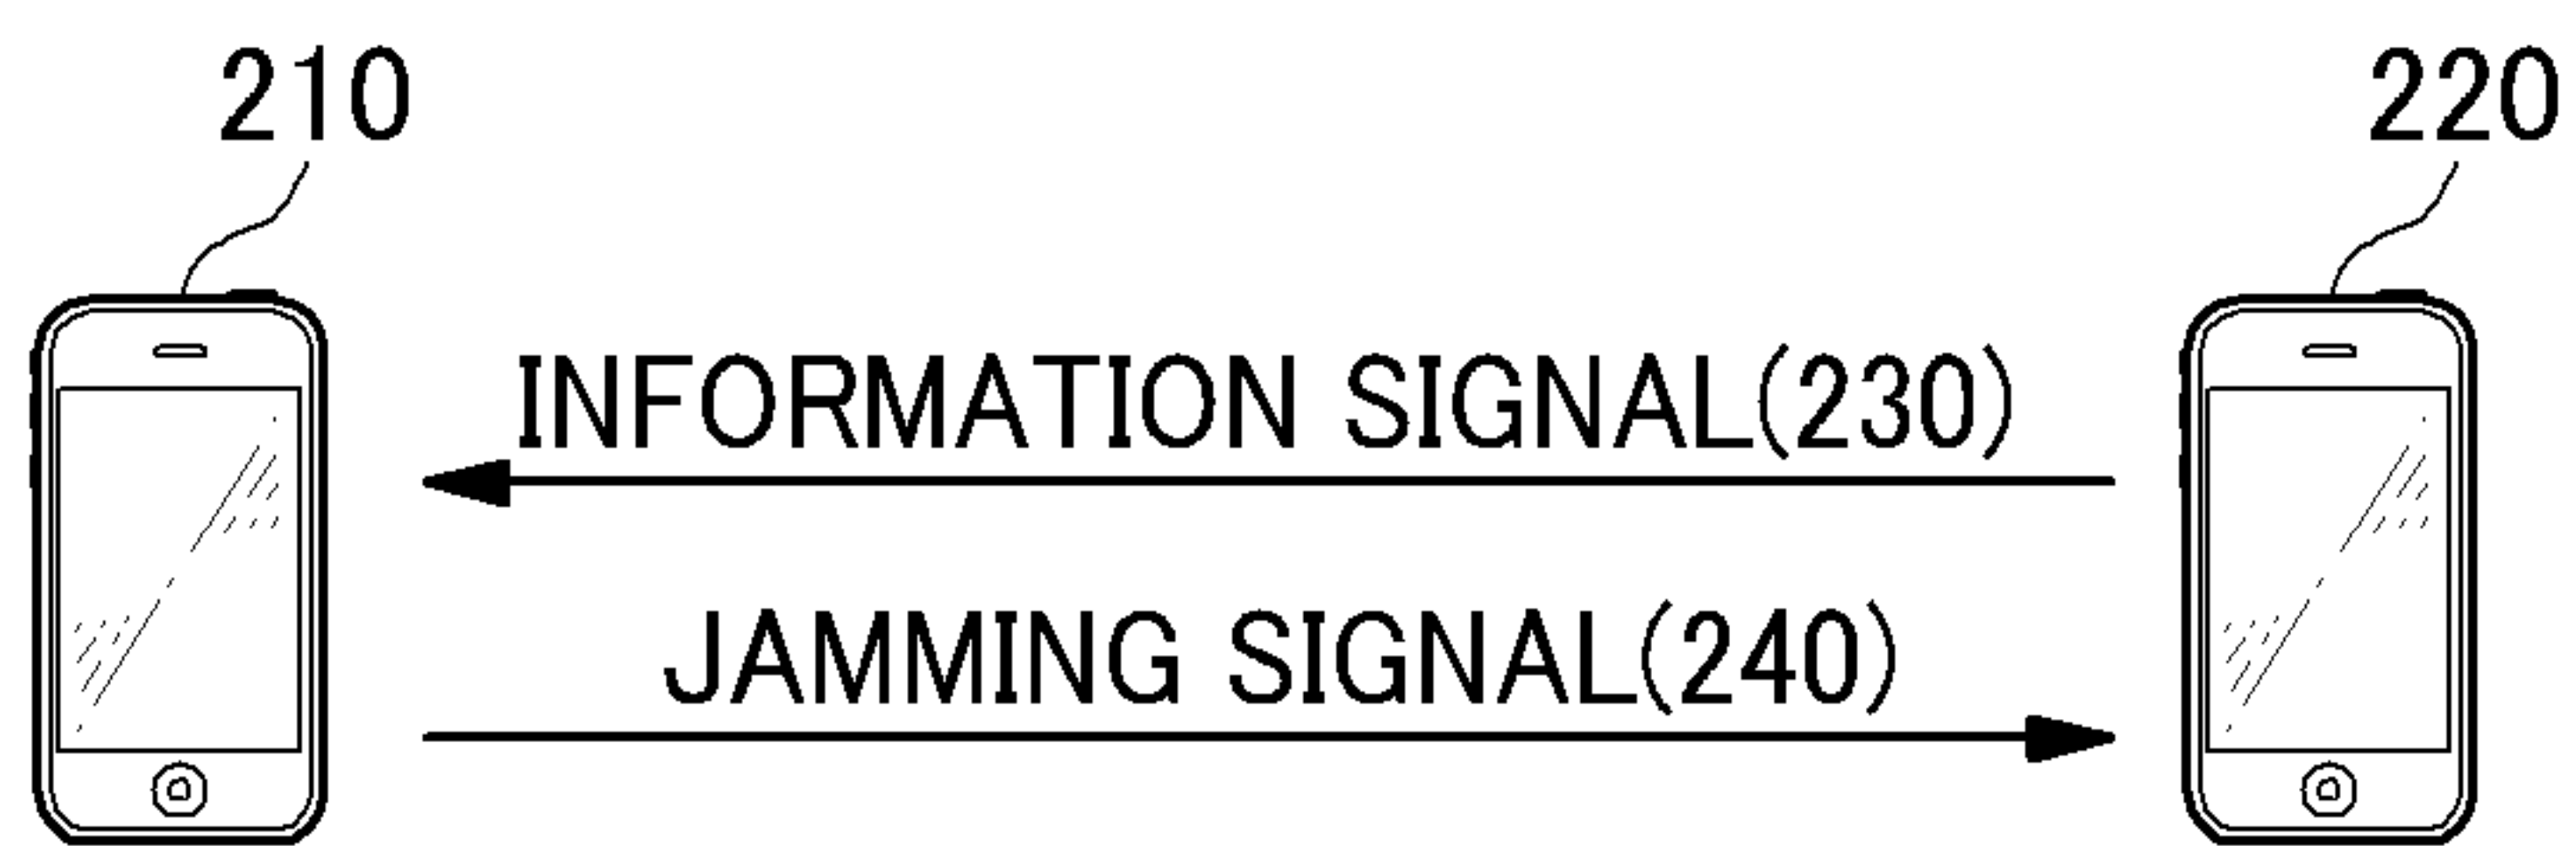 210
220
INFORMATION SIGNAL(230)
JAMMING SIGNAL(240)